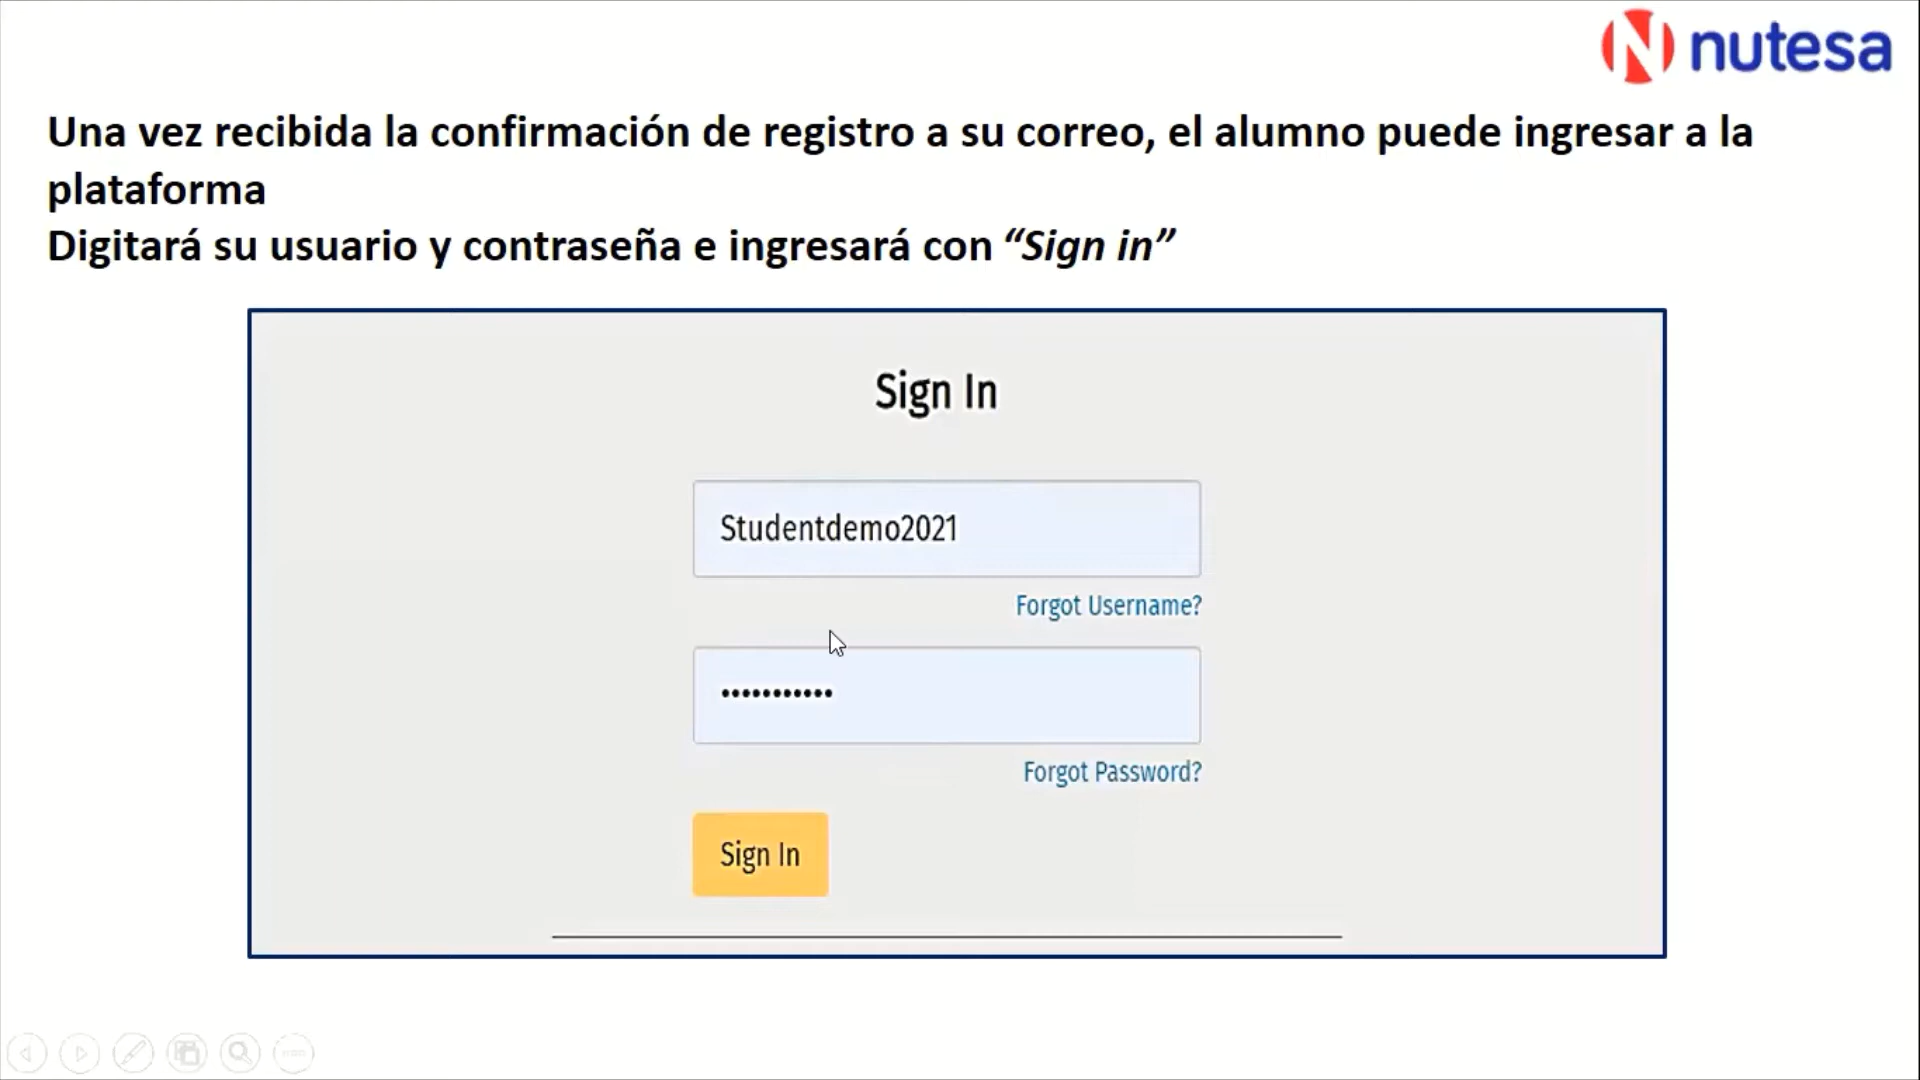 nutesa
Una vez recibida la confirmación de registro a su correo, el alumno puede ingresar a la
plataforma
Digitará su usuario y contraseña e ingresará con “Sign in”
Sign In
Studentdemo2021
Forgot Username?
•••••••••••
Forgot Password?
Sign In